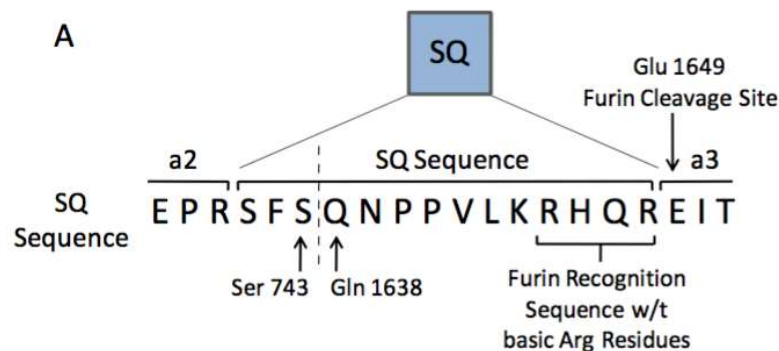 A
SQ
Glu 1649
Furin Cleavage Site
a2
SQ Sequence
a3
SQ
Sequence
E P R S F S Q N P P V L K R H Q R E I T
Ser 743
Gln 1638
Furin Recognition
Sequence w/t
basic Arg Residues